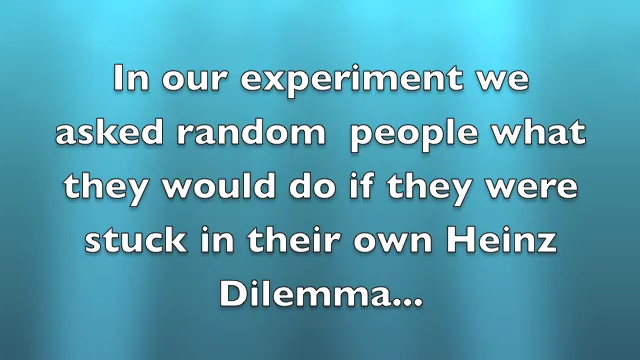 In our experiment we
asked random  people what
they would do if they were
stuck in their own Heinz
Dilemma...